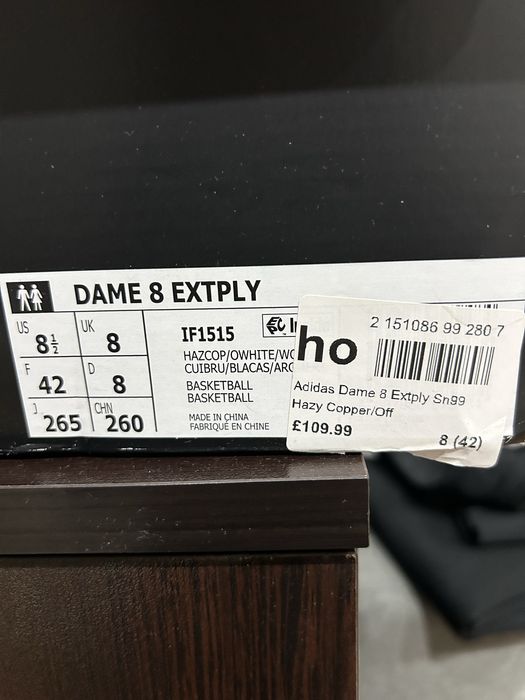 DAME 8 EXTPLY
US 8½ UK 8
F 42 D 8
J 265 CHN 260
IF1515
HAZCOP/OWHITE/WO
CUIBRU/BLACAS/ARG
BASKETBALL
BASKETBALL
MADE IN CHINA
FABRIQUÉ EN CHINE
ho
2 151086 99 280 7
Adidas Dame 8 Extply Sn99
Hazy Copper/Off
£109.99
8 (42)